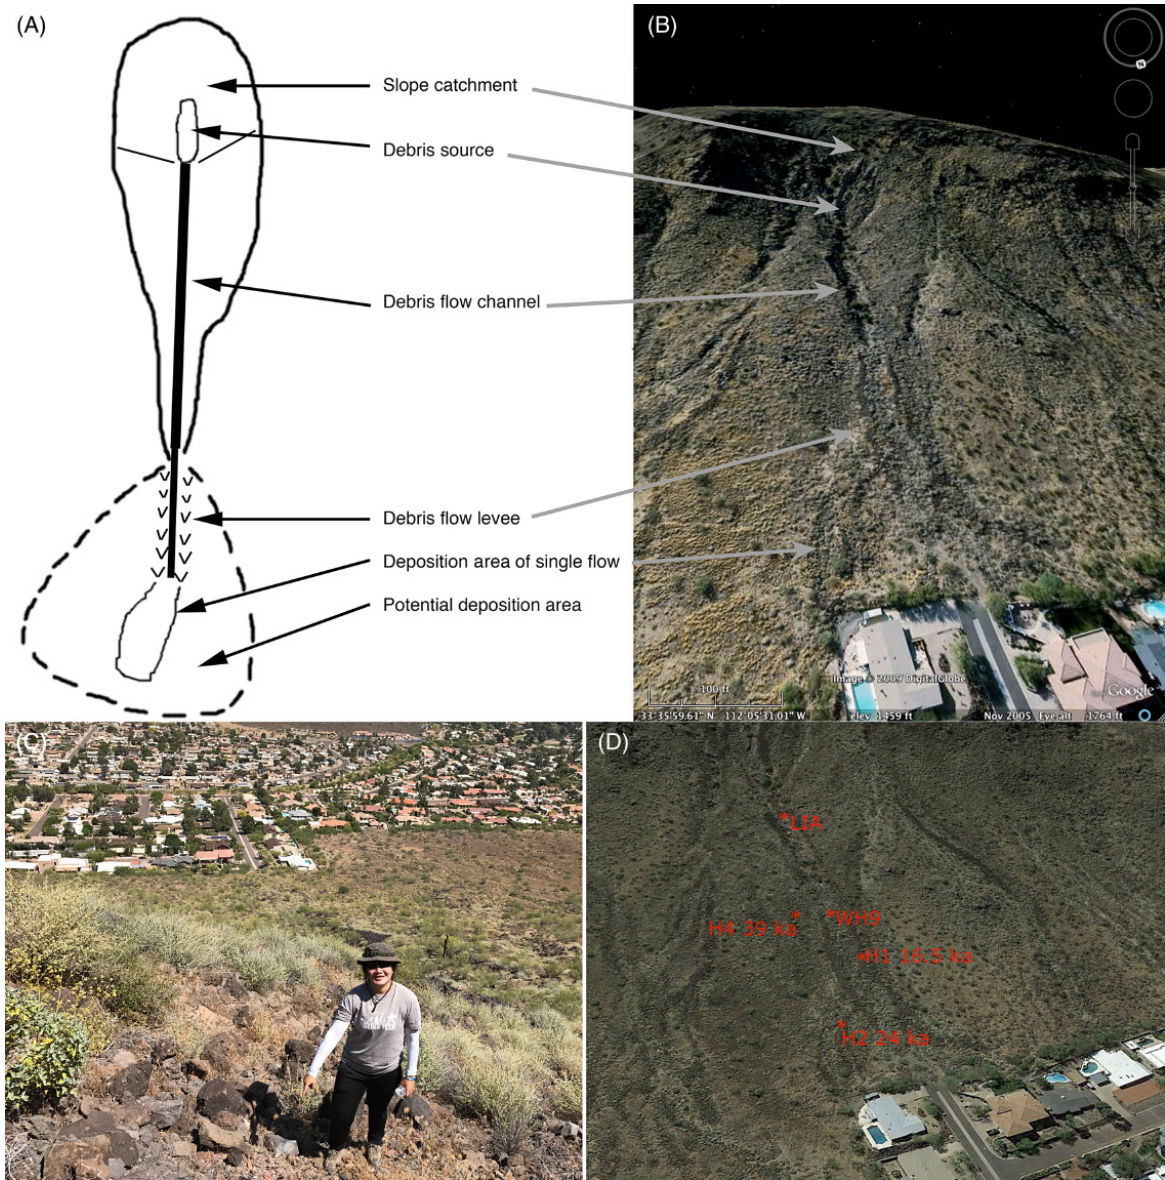 (A)
(B)
Slope catchment
Debris source
Debris flow channel
Debris flow levee
Deposition area of single flow
Potential deposition area
N
Image © 2009 DigitalGlobe
Google
100 ft
33°35'59.61" N 112°05'31.01" W elev 1459 ft Nov 2005 Eye alt 1764 ft
(C)
(D)
*LIA
H4 39 ka *
*WH9
*H1 16.5 ka
*
H2 24 ka